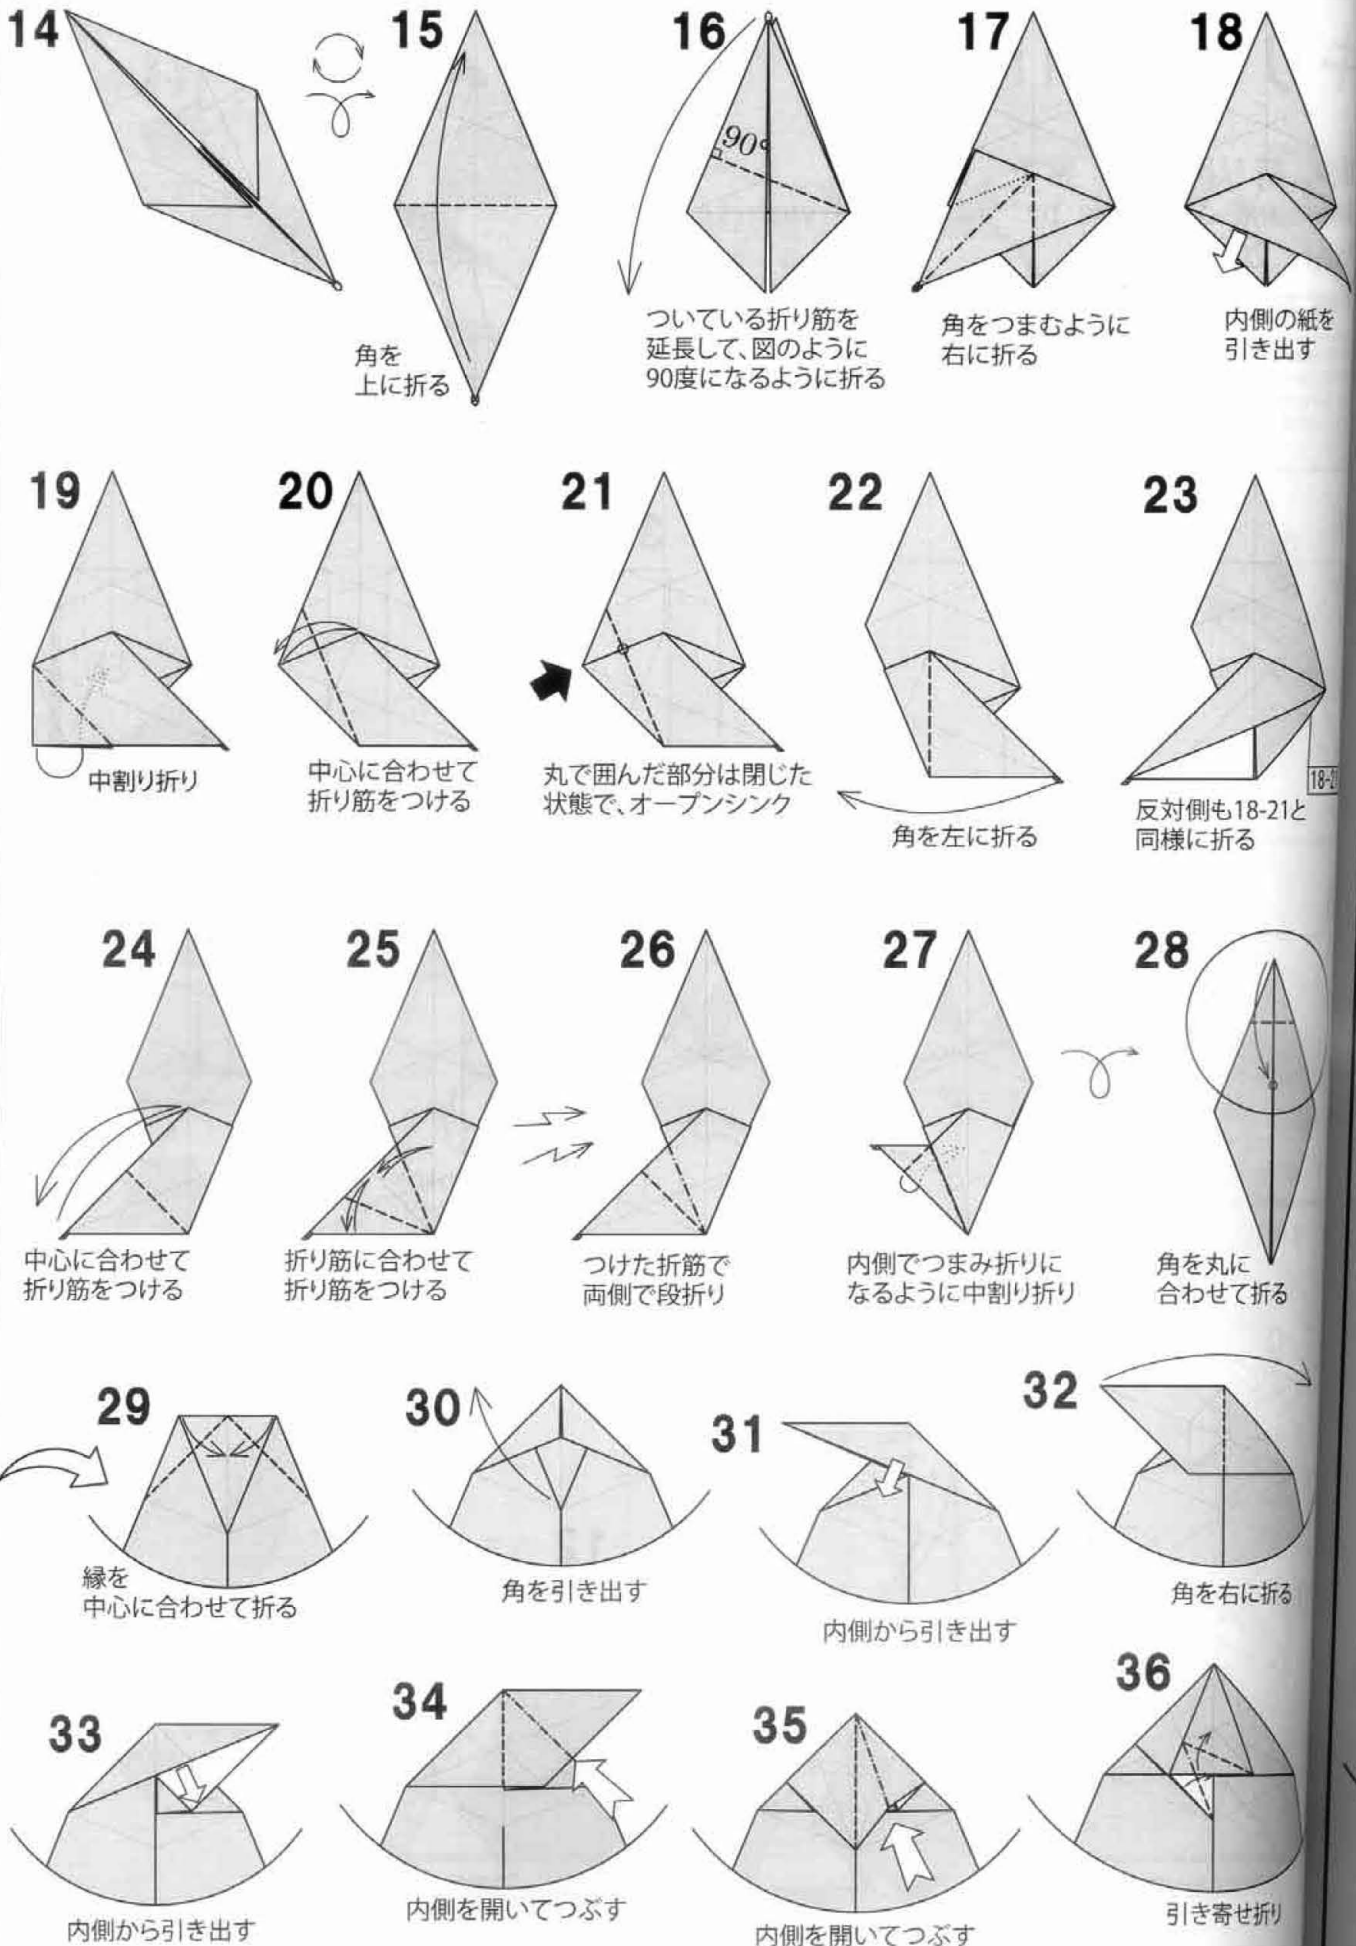 14
15
角を
上に折る
16
90°
ついている折り筋を
延長して、図のように
90度になるように折る
17
角をつまむように
右に折る
18
内側の紙を
引き出す
19
中割り折り
20
中心に合わせて
折り筋をつける
21
丸で囲んだ部分は閉じた
状態で、オープンシンク
22
角を左に折る
23
18-21
反対側も18-21と
同様に折る
24
中心に合わせて
折り筋をつける
25
折り筋に合わせて
折り筋をつける
26
つけた折筋で
両側で段折り
27
内側でつまみ折りに
なるように中割り折り
28
角を丸に
合わせて折る
29
縁を
中心に合わせて折る
30
角を引き出す
31
内側から引き出す
32
角を右に折る
33
内側から引き出す
34
内側を開いてつぶす
35
内側を開いてつぶす
36
引き寄せ折り